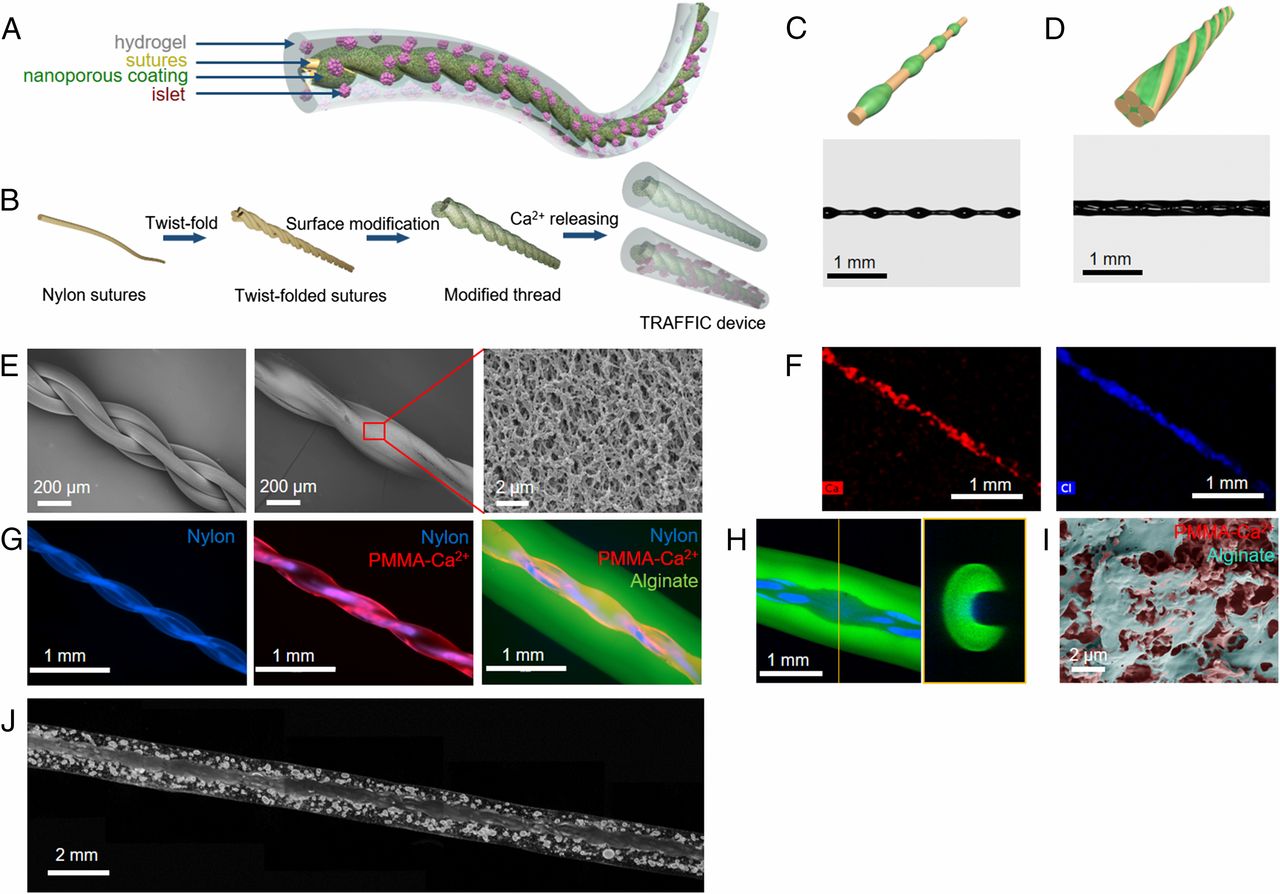 A
hydrogel
sutures
nanoporous coating
islet
B
Twist-fold
Surface modification
Ca2+ releasing
Nylon sutures
Twist-folded sutures
Modified thread
TRAFFIC device
C
1 mm
D
1 mm
E
200 µm
200 µm
2 µm
F
Ca
1 mm
Cl
1 mm
G
Nylon
1 mm
Nylon
PMMA-Ca2+
1 mm
Nylon
PMMA-Ca2+
Alginate
1 mm
H
1 mm
I
PMMA-Ca2+
Alginate
2 µm
J
2 mm